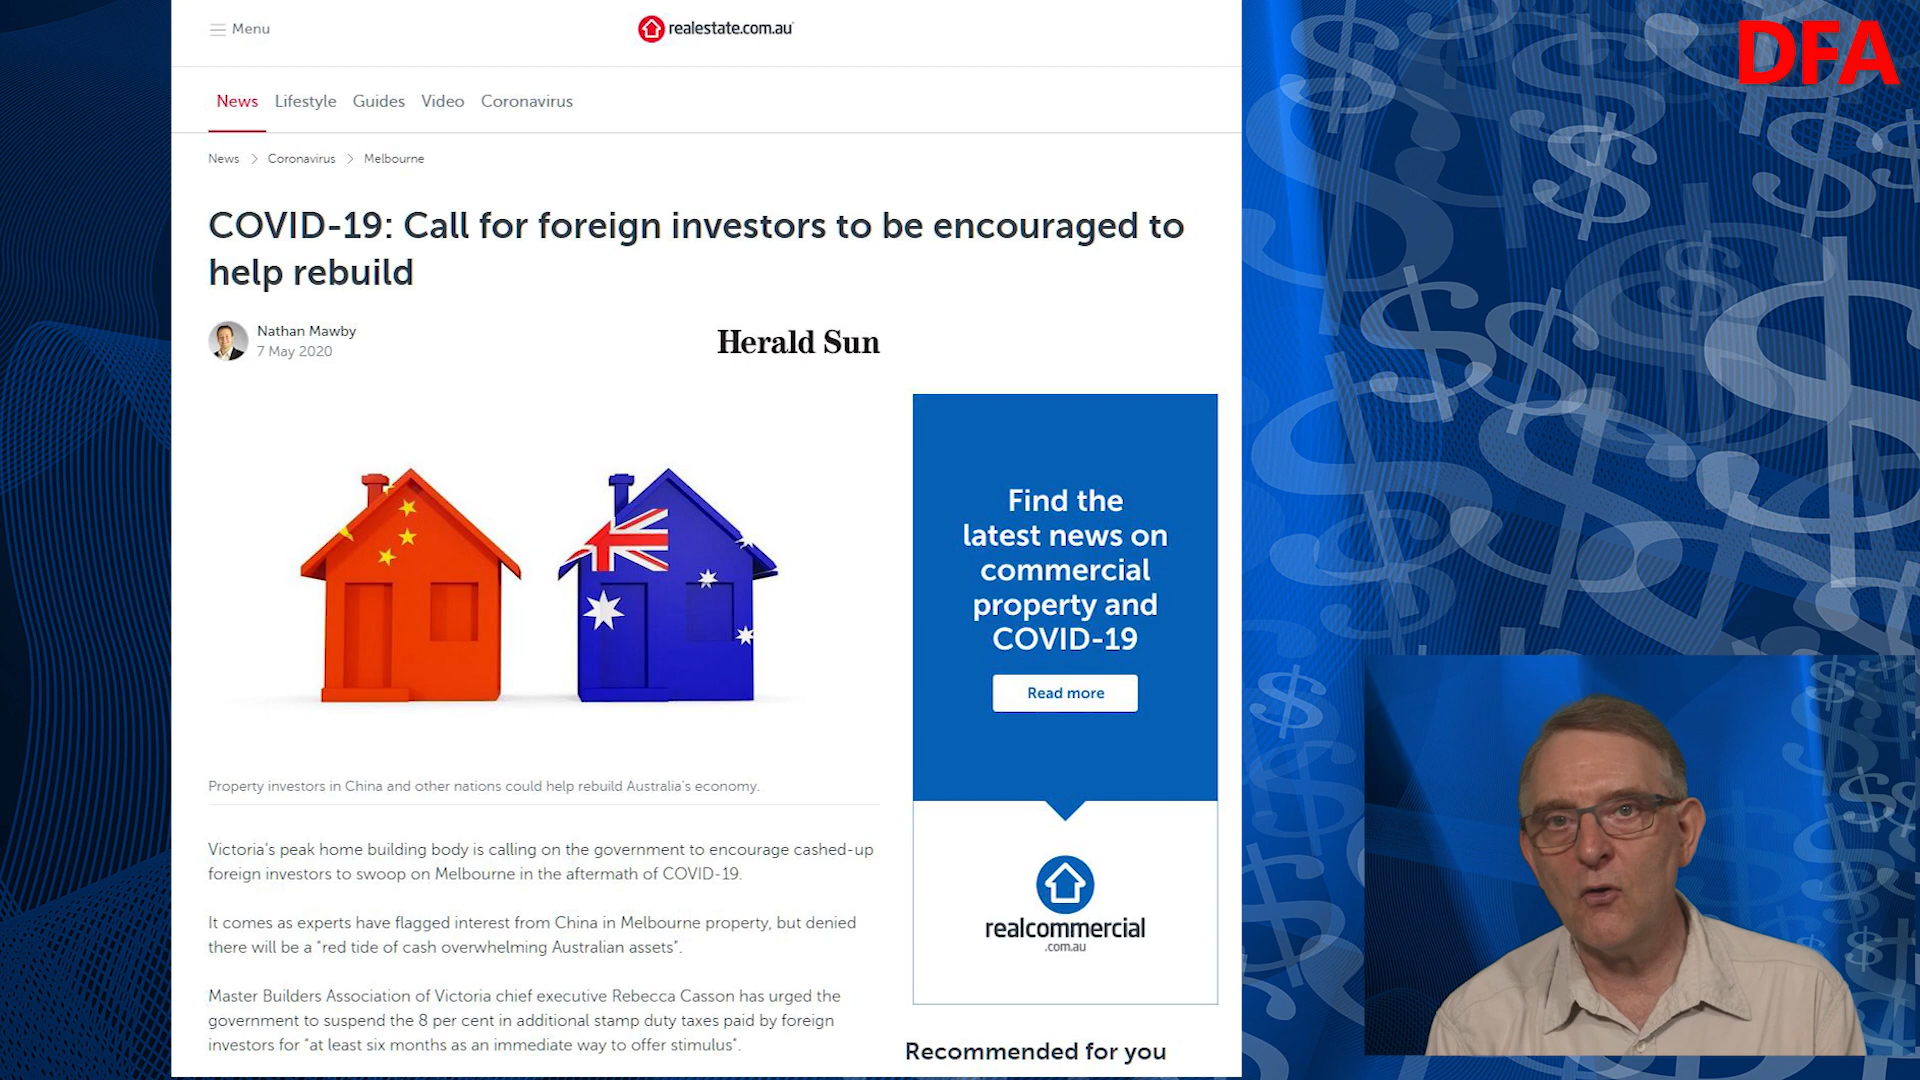 DFA
Menu
realestate.com.au
News Lifestyle Guides Video Coronavirus
News > Coronavirus > Melbourne
COVID-19: Call for foreign investors to be encouraged to
help rebuild
Nathan Mawby
7 May 2020
Herald Sun
Property investors in China and other nations could help rebuild Australia's economy.
Victoria's peak home building body is calling on the government to encourage cashed-up
foreign investors to swoop on Melbourne in the aftermath of COVID-19.
It comes as experts have flagged interest from China in Melbourne property, but denied
there will be a "red tide of cash overwhelming Australian assets".
Master Builders Association of Victoria chief executive Rebecca Casson has urged the
government to suspend the 8 per cent in additional stamp duty taxes paid by foreign
investors for "at least six months as an immediate way to offer stimulus".
Find the
latest news on
commercial
property and
COVID-19
Read more
realcommercial
.com.au
Recommended for you